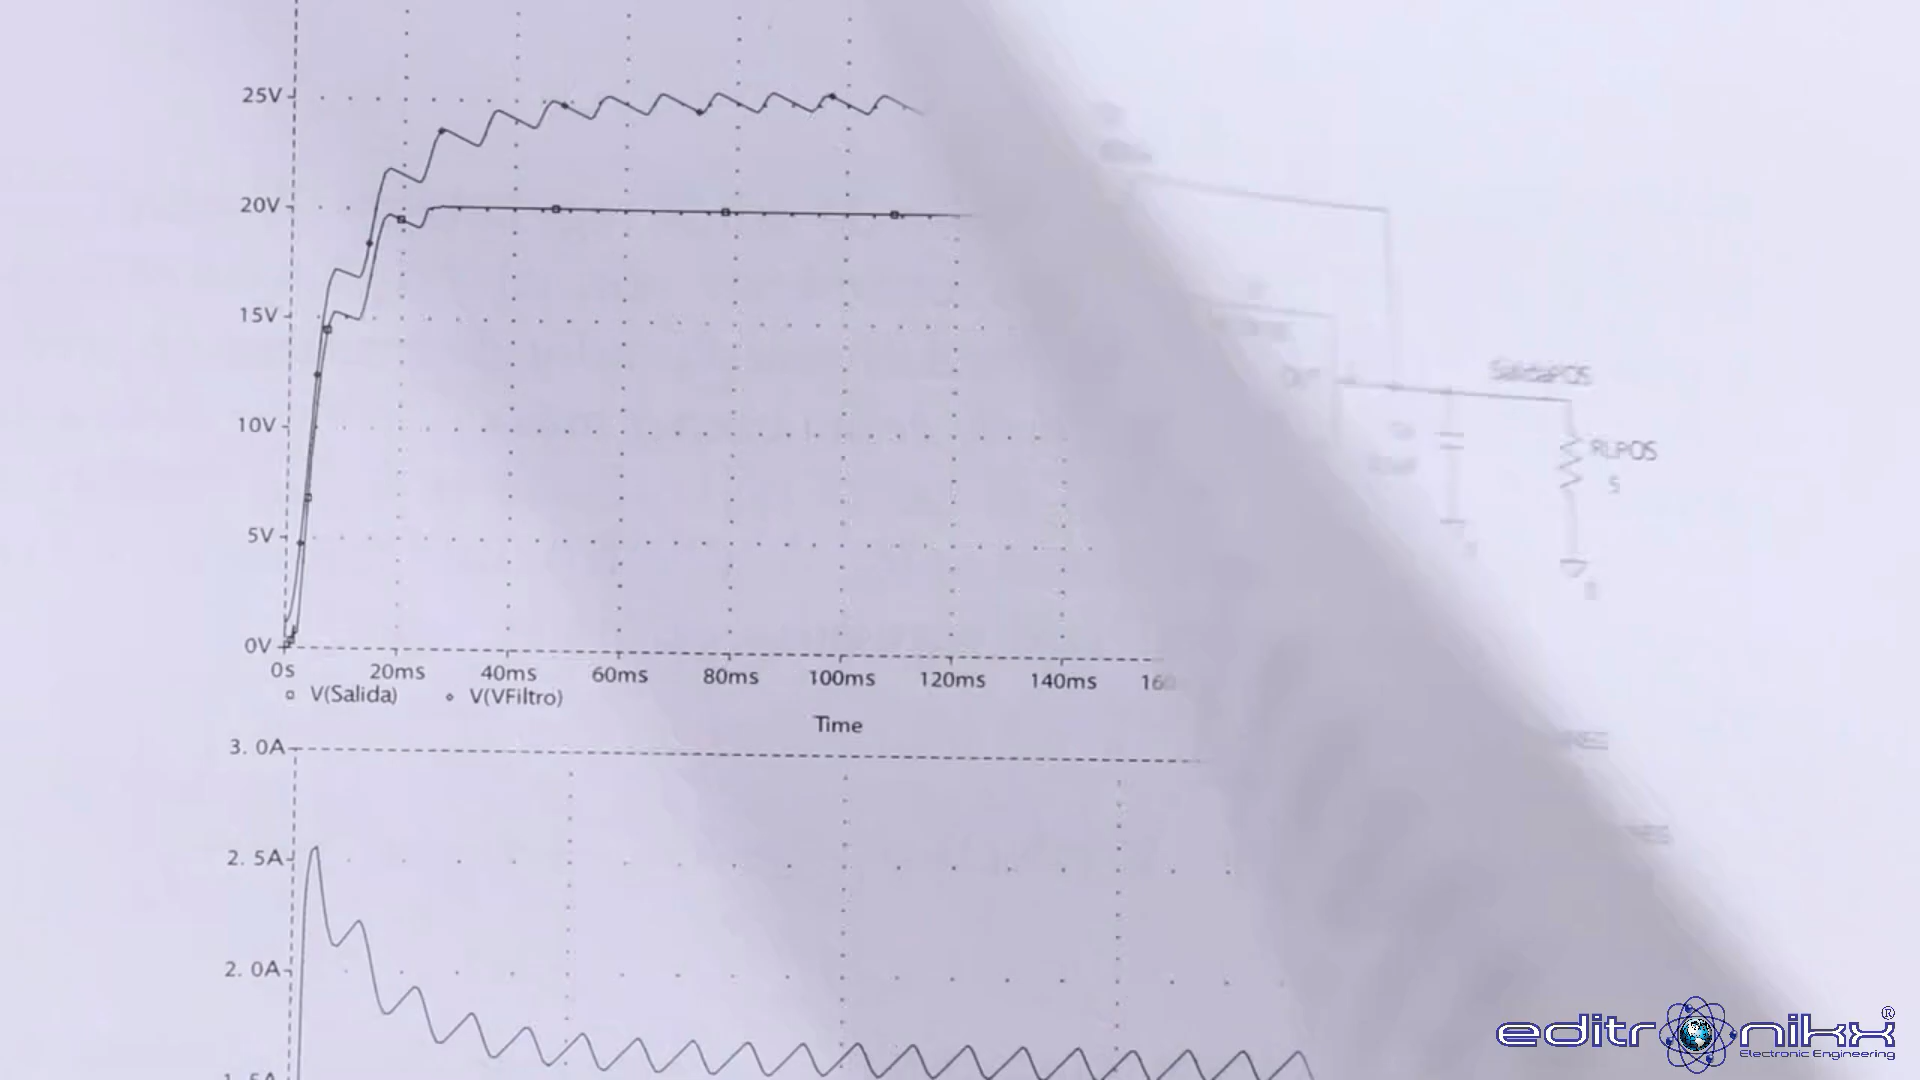 25V
20V
15V
10V
5V
0V
0s 20ms 40ms 60ms 80ms 100ms 120ms 140ms
V(Salida) V(VFiltro)
Time
3.0A
2.5A
2.0A
SalidaPOS
RLPOS
5
OUT
editronikx®
Electronic Engineering